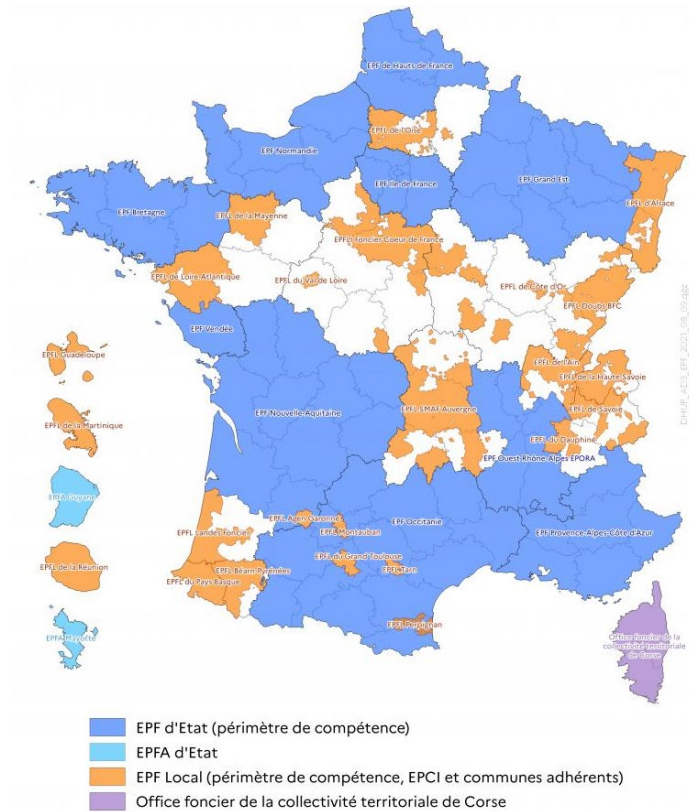 EPF de Hauts-de-France
EPFL de l'Oise
EPF Normandie
EPF Ile-de-France
EPF Grand Est
EPFL d'Alsace
EPF Bretagne
EPFL de la Mayenne
EPFLI Foncier Coeur de France
EPFL de Loire Atlantique
EPFL du Val de Loire
EPFL de Côte d'Or
EPFL Doubs BFC
EPF Vendée
EPFL Guadeloupe
EPFL de l'Ain
EPFL de la Haute-Savoie
EPFL de la Martinique
EPF Nouvelle-Aquitaine
EPFL SMAF Auvergne
EPFL de Savoie
EPFL du Dauphiné
EPF Ouest Rhône-Alpes EPORA
EPFA Guyane
EPFL Agen Garonne
EPF Occitanie
EPFL Landes Foncier
EPFL Montauban
EPF Provence-Alpes-Côte d'Azur
EPFL de la Réunion
EPFL du Grand Toulouse
EPFL Béarn-Pyrénées
EPFL Tarn
EPFL du Pays Basque
EPFL Perpignan
EPFA Mayotte
Office foncier de la
collectivité territoriale
de Corse
EPF d'Etat (périmètre de compétence)
EPFA d'Etat
EPF Local (périmètre de compétence, EPCI et communes adhérents)
Office foncier de la collectivité territoriale de Corse